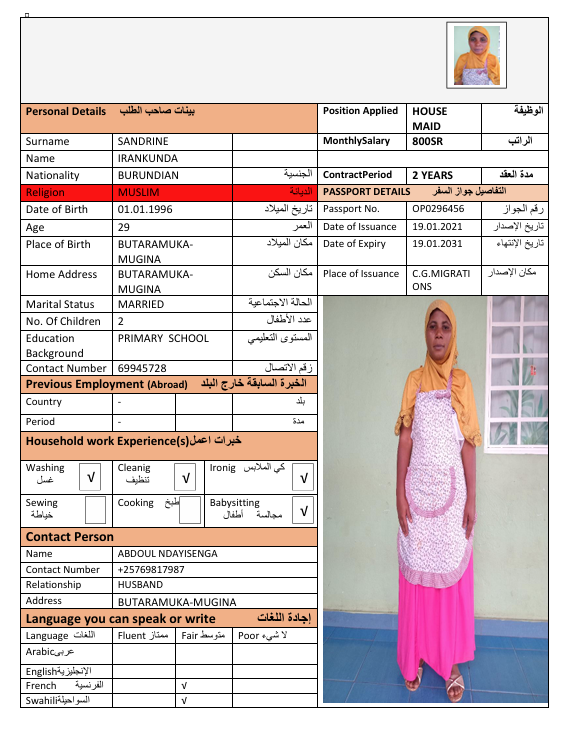 Personal Details بينات صاحب الطلب
Position Applied HOUSE MAID الوظيفة
Surname SANDRINE
MonthlySalary 800SR الراتب
Name IRANKUNDA
Nationality BURUNDIAN الجنسية
ContractPeriod 2 YEARS مدة العقد
Religion MUSLIM الديانة
PASSPORT DETAILS التفاصيل جواز السفر
Date of Birth 01.01.1996 تاريخ الميلاد
Passport No. OP0296456 رقم الجواز
Age 29 العمر
Date of Issuance 19.01.2021 تاريخ الإصدار
Place of Birth BUTARAMUKA-MUGINA مكان الميلاد
Date of Expiry 19.01.2031 تاريخ الإنتهاء
Home Address BUTARAMUKA-MUGINA مكان السكن
Place of Issuance C.G.MIGRATIONS مكان الإصدار
Marital Status MARRIED الحالة الاجتماعية
No. Of Children 2 عدد الأطفال
Education Background PRIMARY SCHOOL المستوى التعليمي
Contact Number 69945728 رقم الاتصال
Previous Employment (Abroad) الخبرة السابقة خارج البلد
Country - بلد
Period - مدة
Household work Experience(s) خبرات اعمل
Washing غسل √
Cleanig تنظيف √
Ironig كي الملابس √
Sewing خياطة
Cooking طبخ
Babysitting مجالسة أطفال √
Contact Person
Name ABDOUL NDAYISENGA
Contact Number +25769817987
Relationship HUSBAND
Address BUTARAMUKA-MUGINA
Language you can speak or write إجادة اللغات
Language اللغات Fluent ممتاز Fair متوسط Poor لا شيء
Arabic عربى
English الإنجليزية
French الفرنسية √
Swahili السواحيلة √